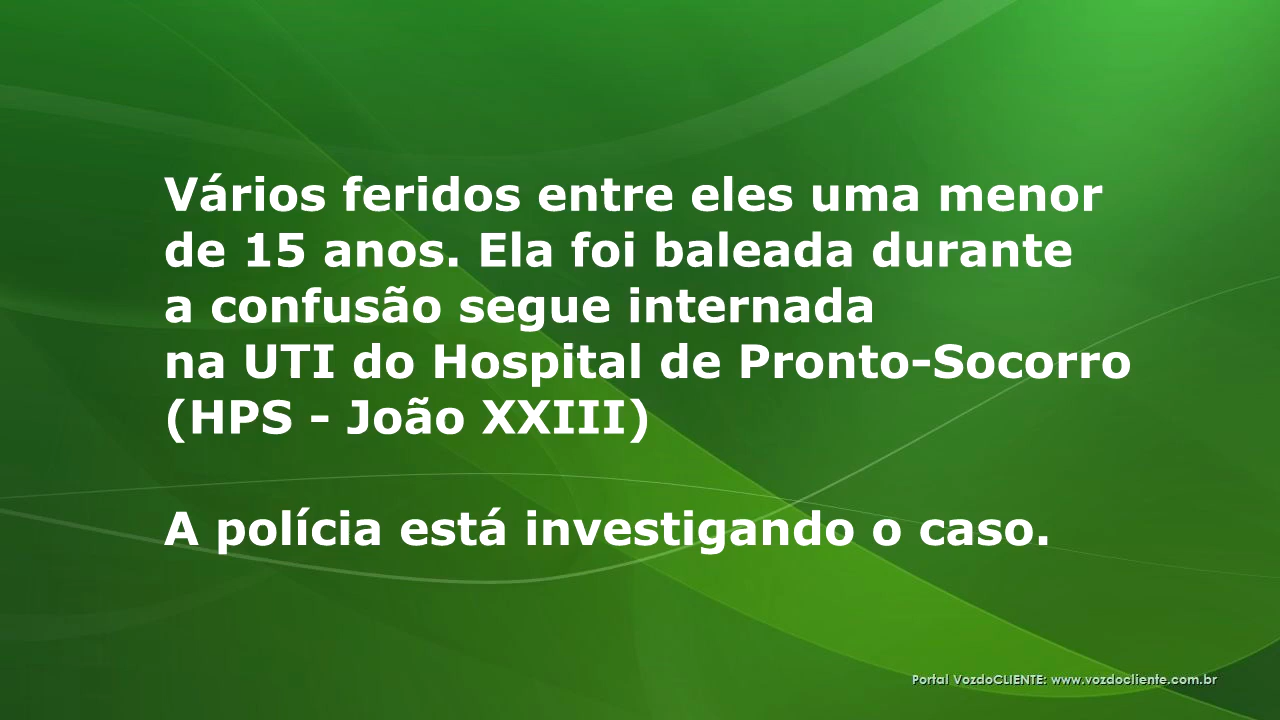 Vários feridos entre eles uma menor
de 15 anos. Ela foi baleada durante
a confusão segue internada
na UTI do Hospital de Pronto-Socorro
(HPS - João XXIII)
A polícia está investigando o caso.
Portal VozdoCLIENTE: www.vozdocliente.com.br